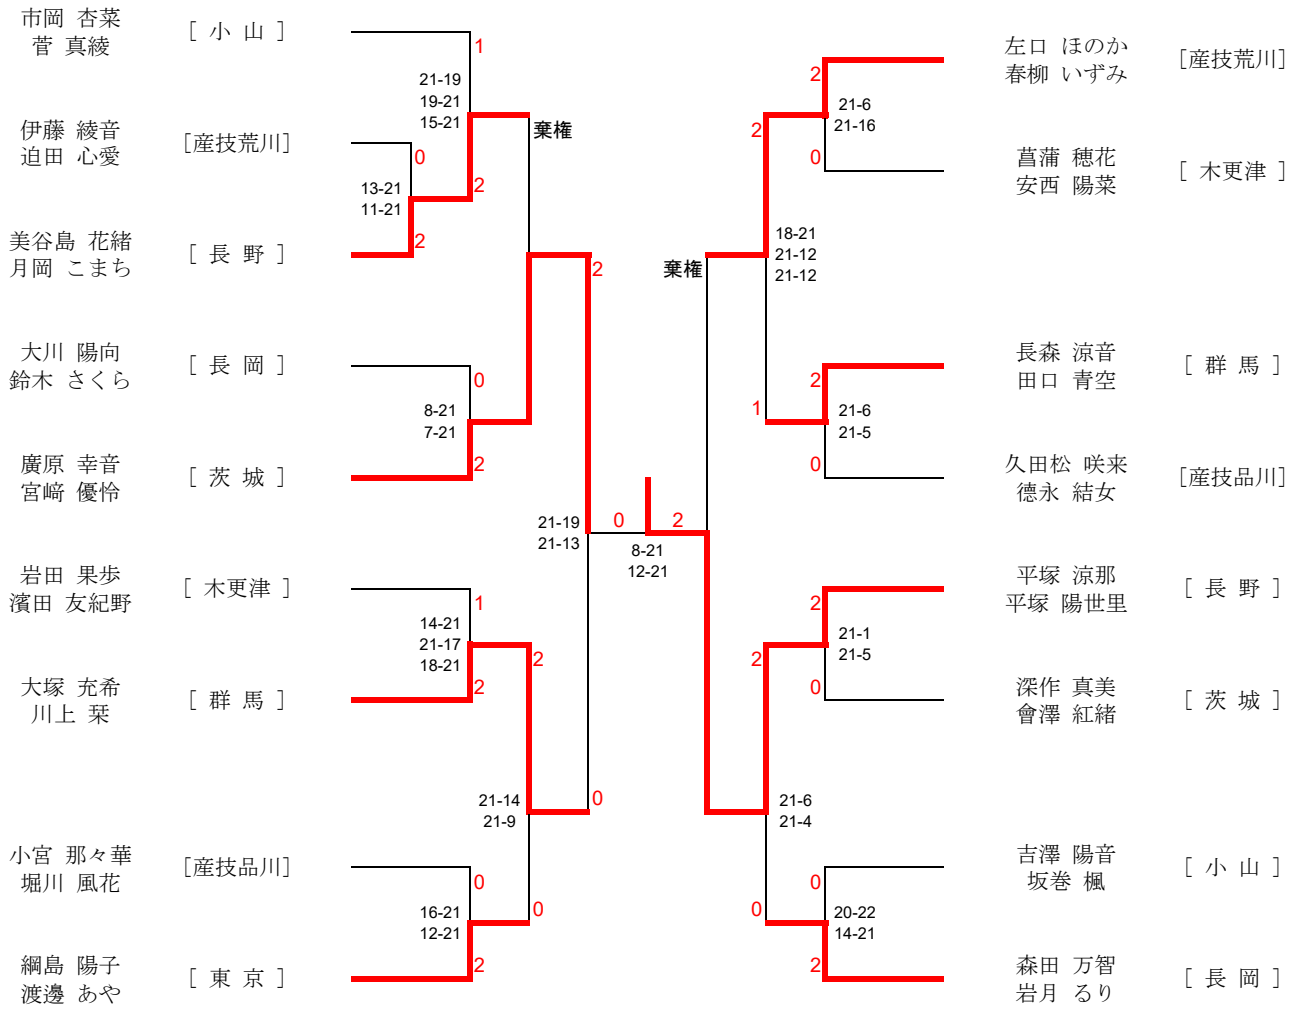 市岡 杏菜
菅 真綾
[ 小 山 ]
1
21-19
19-21
15-21
棄権
伊藤 綾音
迫田 心愛
[産技荒川]
0
13-21
11-21
2
美谷島 花緒
月岡 こまち
[ 長 野 ]
2
2
大川 陽向
鈴木 さくら
[ 長 岡 ]
0
8-21
7-21
廣原 幸音
宮﨑 優怜
[ 茨 城 ]
2
21-19
21-13
0
2
8-21
12-21
岩田 果歩
濱田 友紀野
[ 木更津 ]
1
14-21
21-17
18-21
2
大塚 充希
川上 栞
[ 群 馬 ]
2
21-14
21-9
0
小宮 那々華
堀川 風花
[産技品川]
0
16-21
12-21
0
綱島 陽子
渡邊 あや
[ 東 京 ]
2
左口 ほのか
春柳 いずみ
[産技荒川]
2
21-6
21-16
2
0
菖蒲 穂花
安西 陽菜
[ 木更津 ]
18-21
21-12
21-12
棄権
長森 涼音
田口 青空
[ 群 馬 ]
2
1
21-6
21-5
0
久田松 咲来
德永 結女
[産技品川]
平塚 涼那
平塚 陽世里
[ 長 野 ]
2
21-1
21-5
2
0
深作 真美
會澤 紅緒
[ 茨 城 ]
21-6
21-4
吉澤 陽音
坂巻 楓
[ 小 山 ]
0
0
20-22
14-21
2
森田 万智
岩月 るり
[ 長 岡 ]